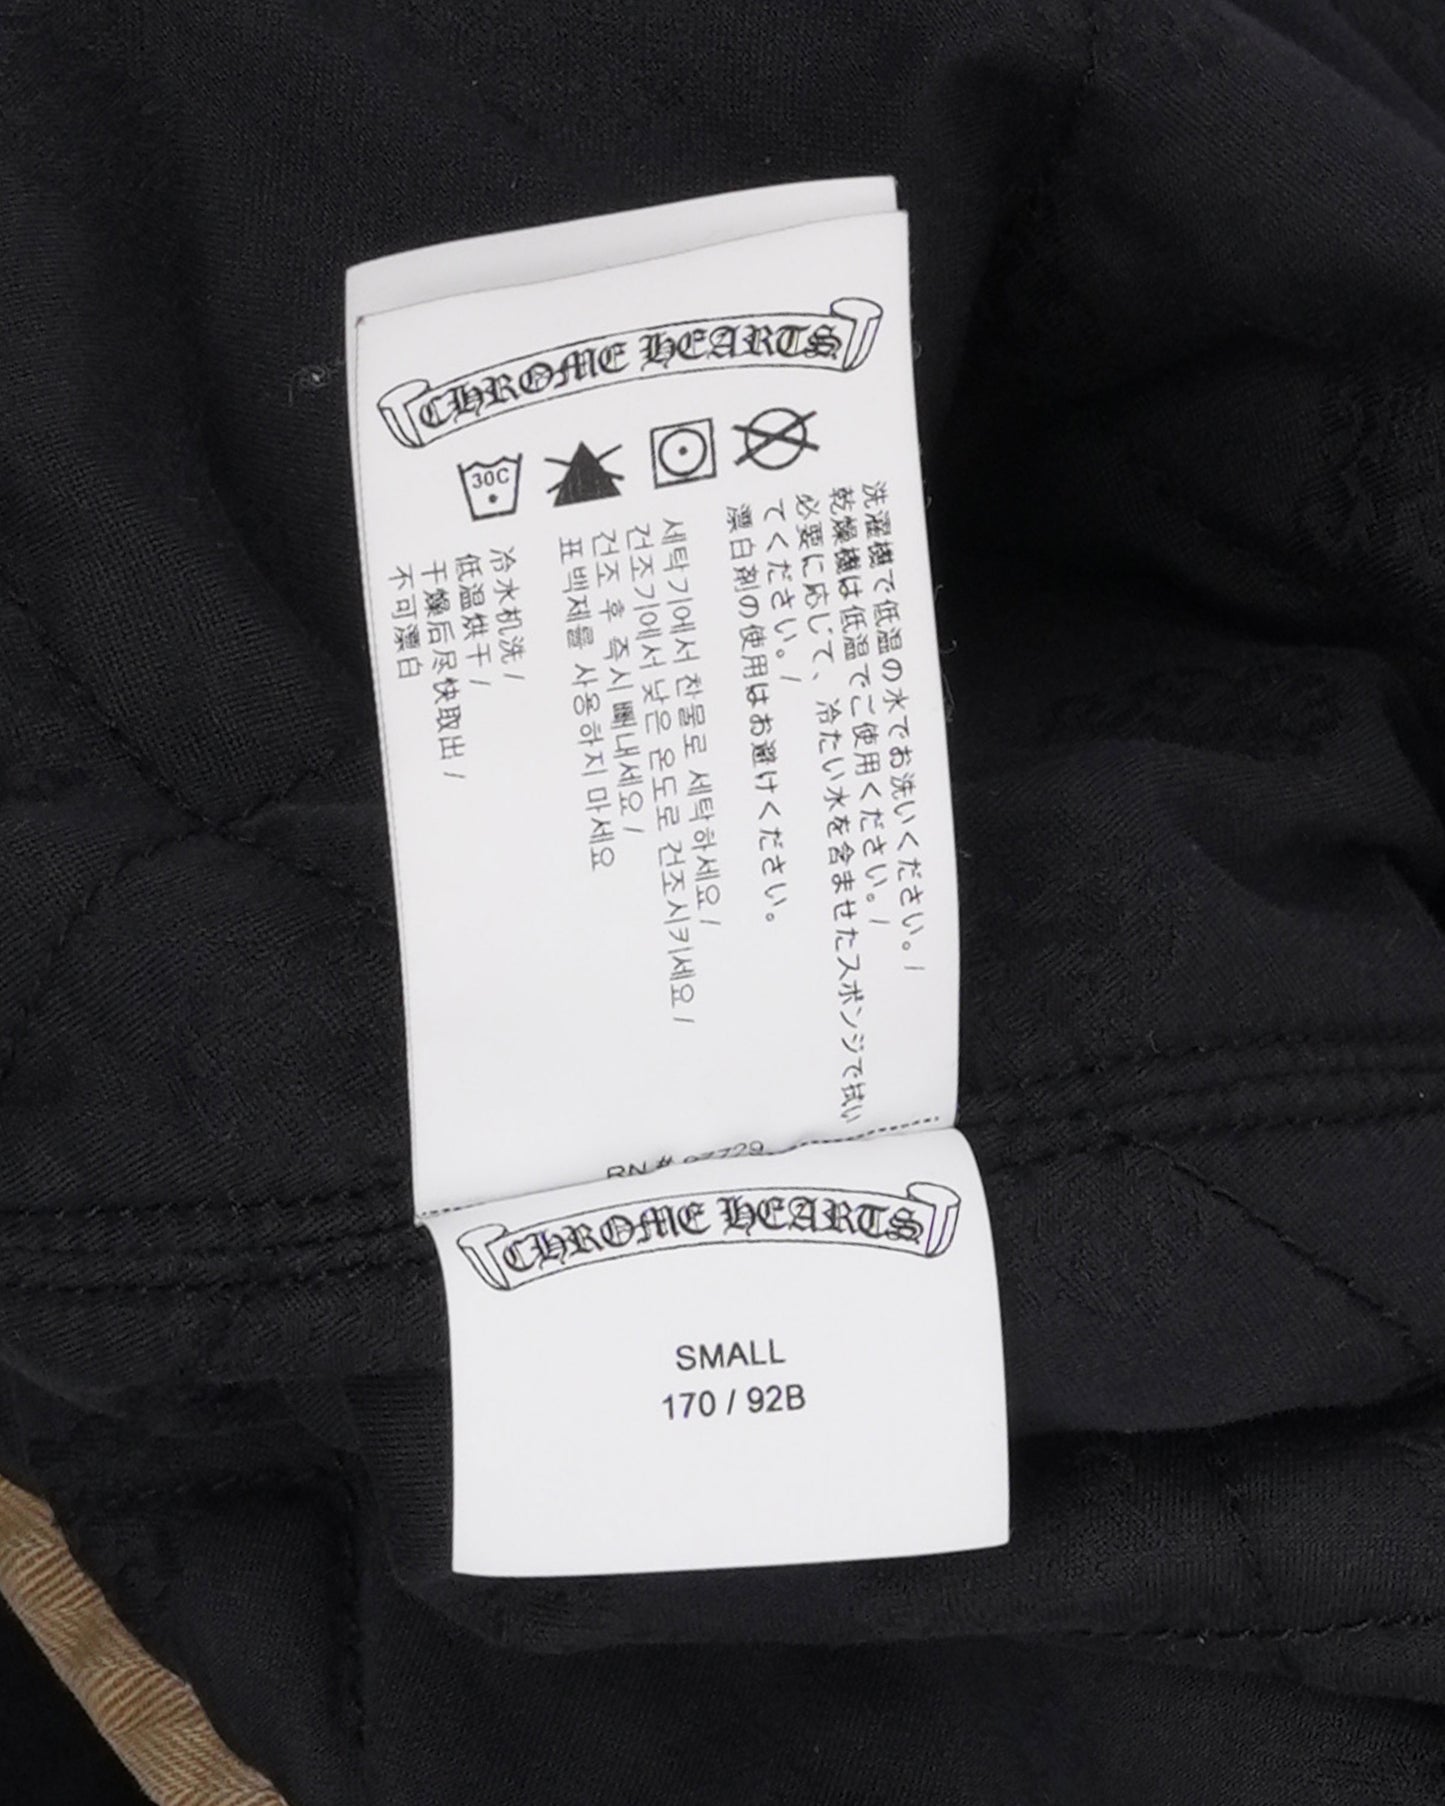 CHROME HEARTS
30C
洗濯機で低温の水でお洗いください。/
乾燥機は低温でご使用ください。/
必要に応じて、冷たい水を含ませたスポンジで拭い
てください。/
漂白剤の使用はお避けください。
세탁기에서 찬물로 세탁하세요/
건조기에서 낮은 온도로 건조시키세요/
건조 후 즉시 빼내세요/
표백제를 사용하지 마세요
冷水机洗/
低温烘干/
干燥后尽快取出/
不可漂白
RN #
CHROME HEARTS
SMALL
170 / 92B